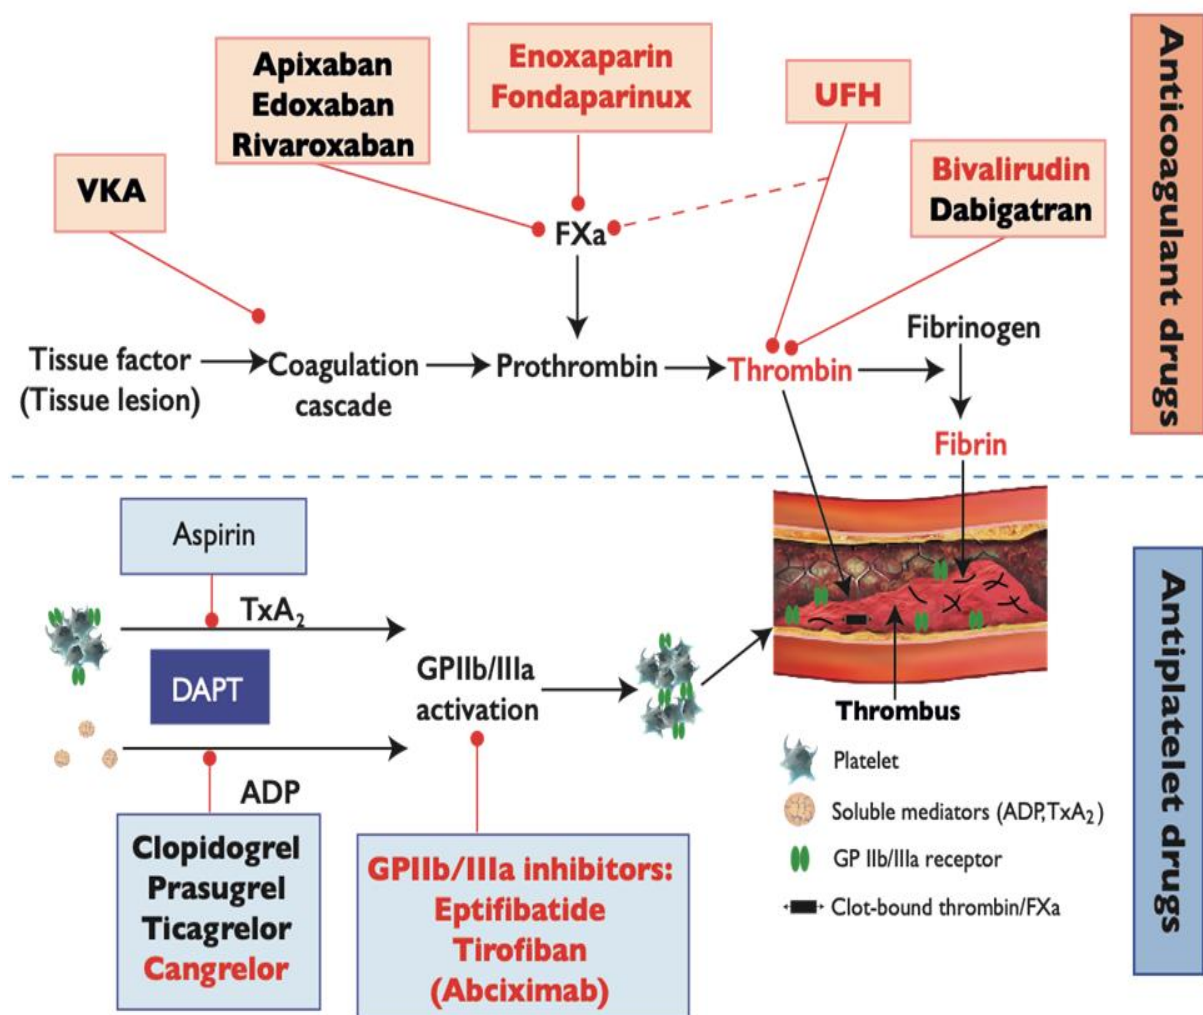 Apixaban
Edoxaban
Rivaroxaban
Enoxaparin
Fondaparinux
UFH
VKA
Bivalirudin
Dabigatran
FXa
Tissue factor
(Tissue lesion)
Coagulation
cascade
Prothrombin
Thrombin
Fibrinogen
Fibrin
Anticoagulant drugs
Aspirin
TxA₂
DAPT
GPIIb/IIIa
activation
ADP
Clopidogrel
Prasugrel
Ticagrelor
Cangrelor
GPIIb/IIIa inhibitors:
Eptifibatide
Tirofiban
(Abciximab)
Thrombus
Platelet
Soluble mediators (ADP,TxA₂)
GP IIb/IIIa receptor
Clot-bound thrombin/FXa
Antiplatelet drugs